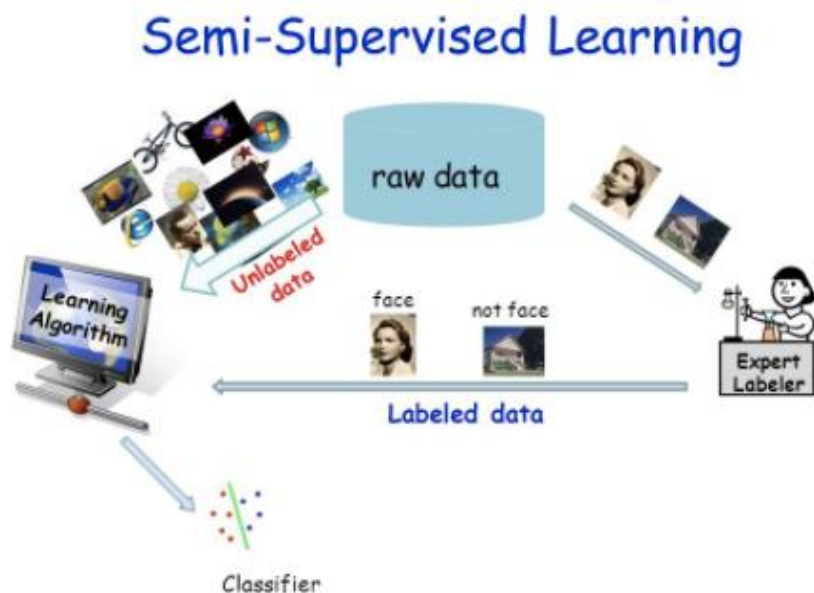 Semi-Supervised Learning
raw data
Unlabeled
data
Learning
Algorithm
face
not face
Expert
Labeler
Labeled data
Classifier